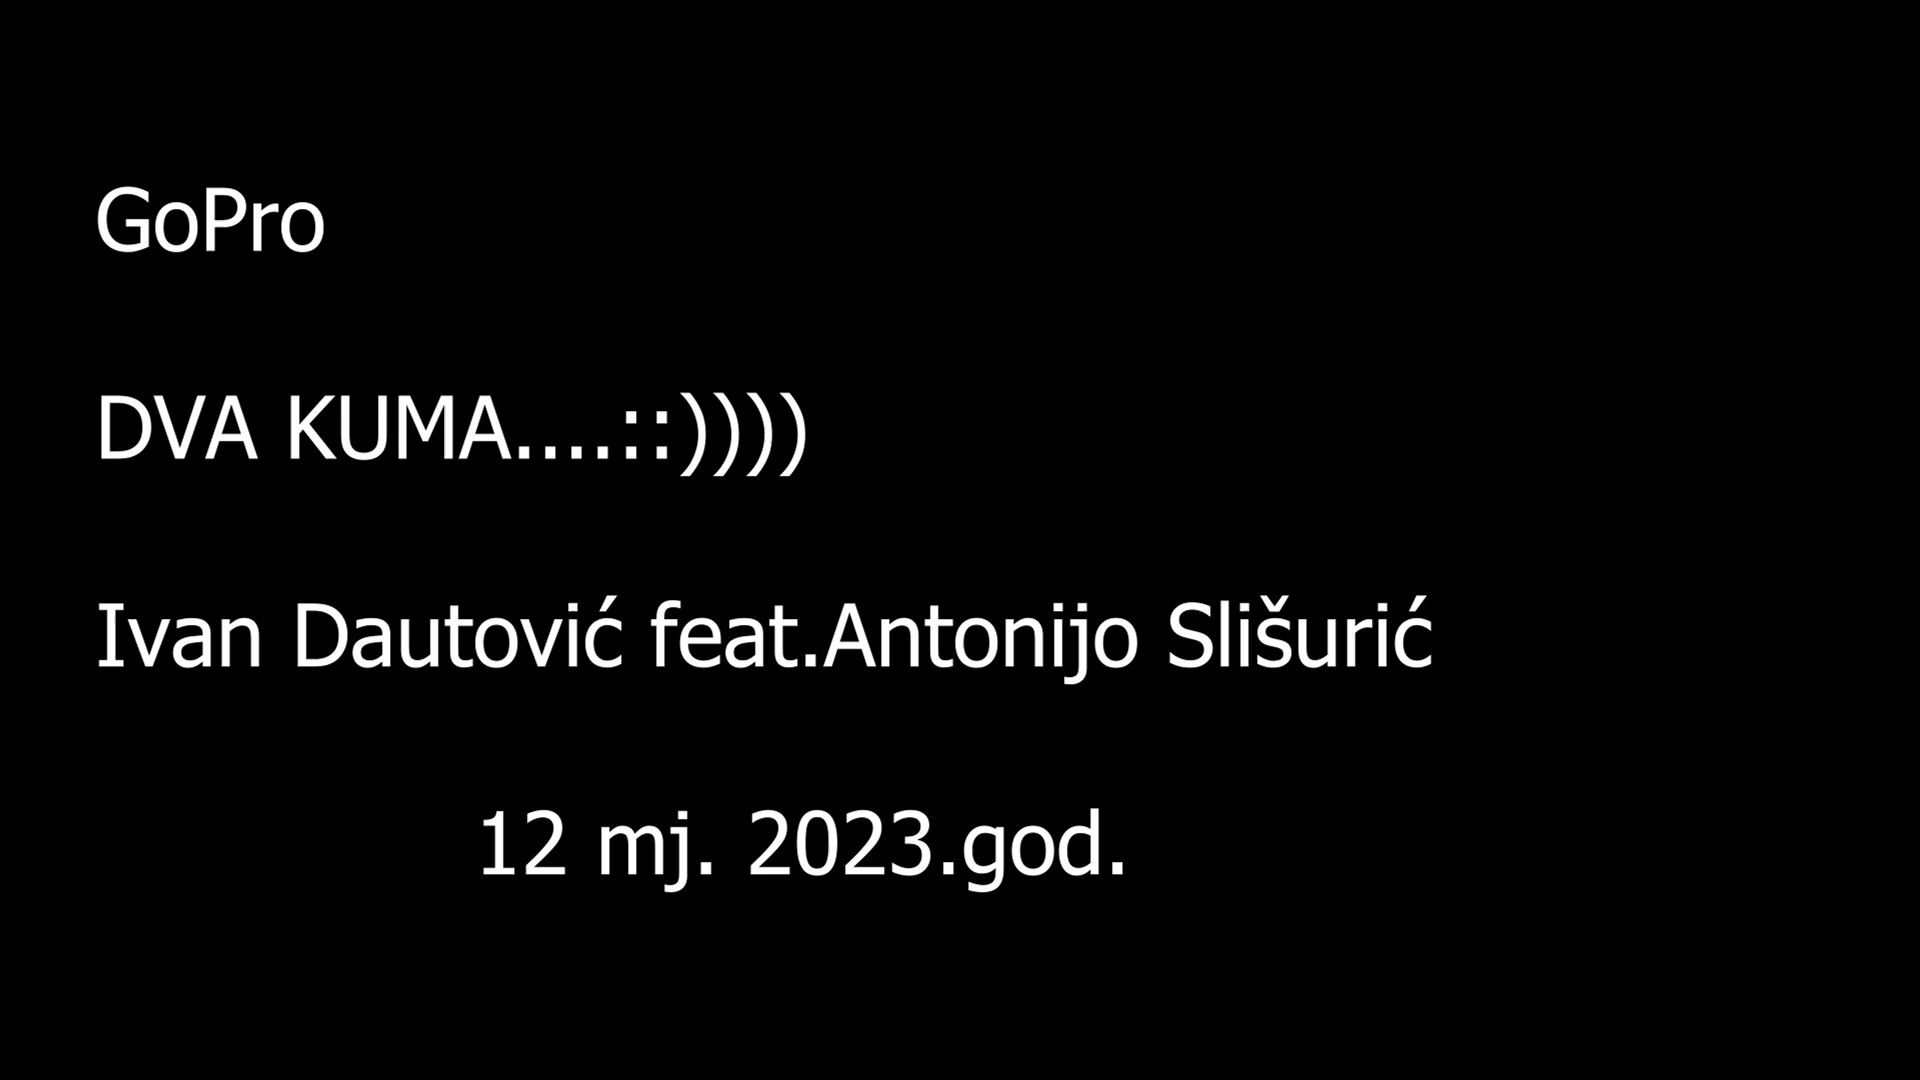 GoPro
DVA KUMA....::))))
Ivan Dautović feat.Antonijo Slišurić
12 mj. 2023.god.